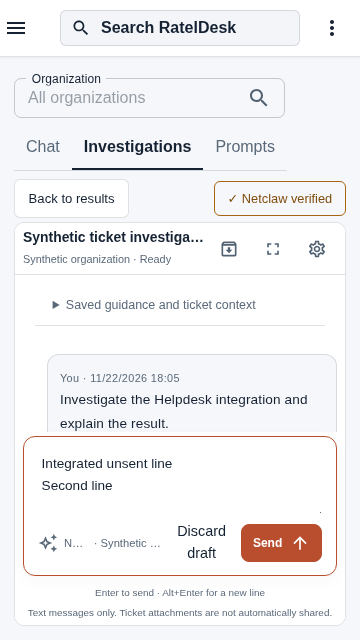 Search RatelDesk
Organization
All organizations
Chat Investigations Prompts
Back to results
✓ Netclaw verified
Synthetic ticket investiga…
Synthetic organization · Ready
Saved guidance and ticket context
You · 11/22/2026 18:05
Investigate the Helpdesk integration and
explain the result.
Integrated unsent line
Second line
N… · Synthetic …
Discard
draft
Send
Enter to send · Alt+Enter for a new line
Text messages only. Ticket attachments are not automatically shared.